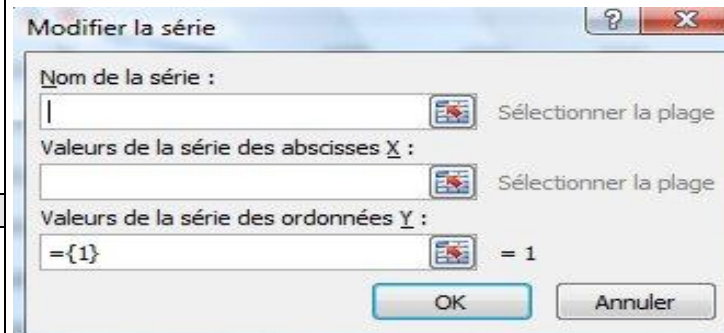 Modifier la série
Nom de la série :
Sélectionner la plage
Valeurs de la série des abscisses X :
Sélectionner la plage
Valeurs de la série des ordonnées Y :
={1} = 1
OK Annuler